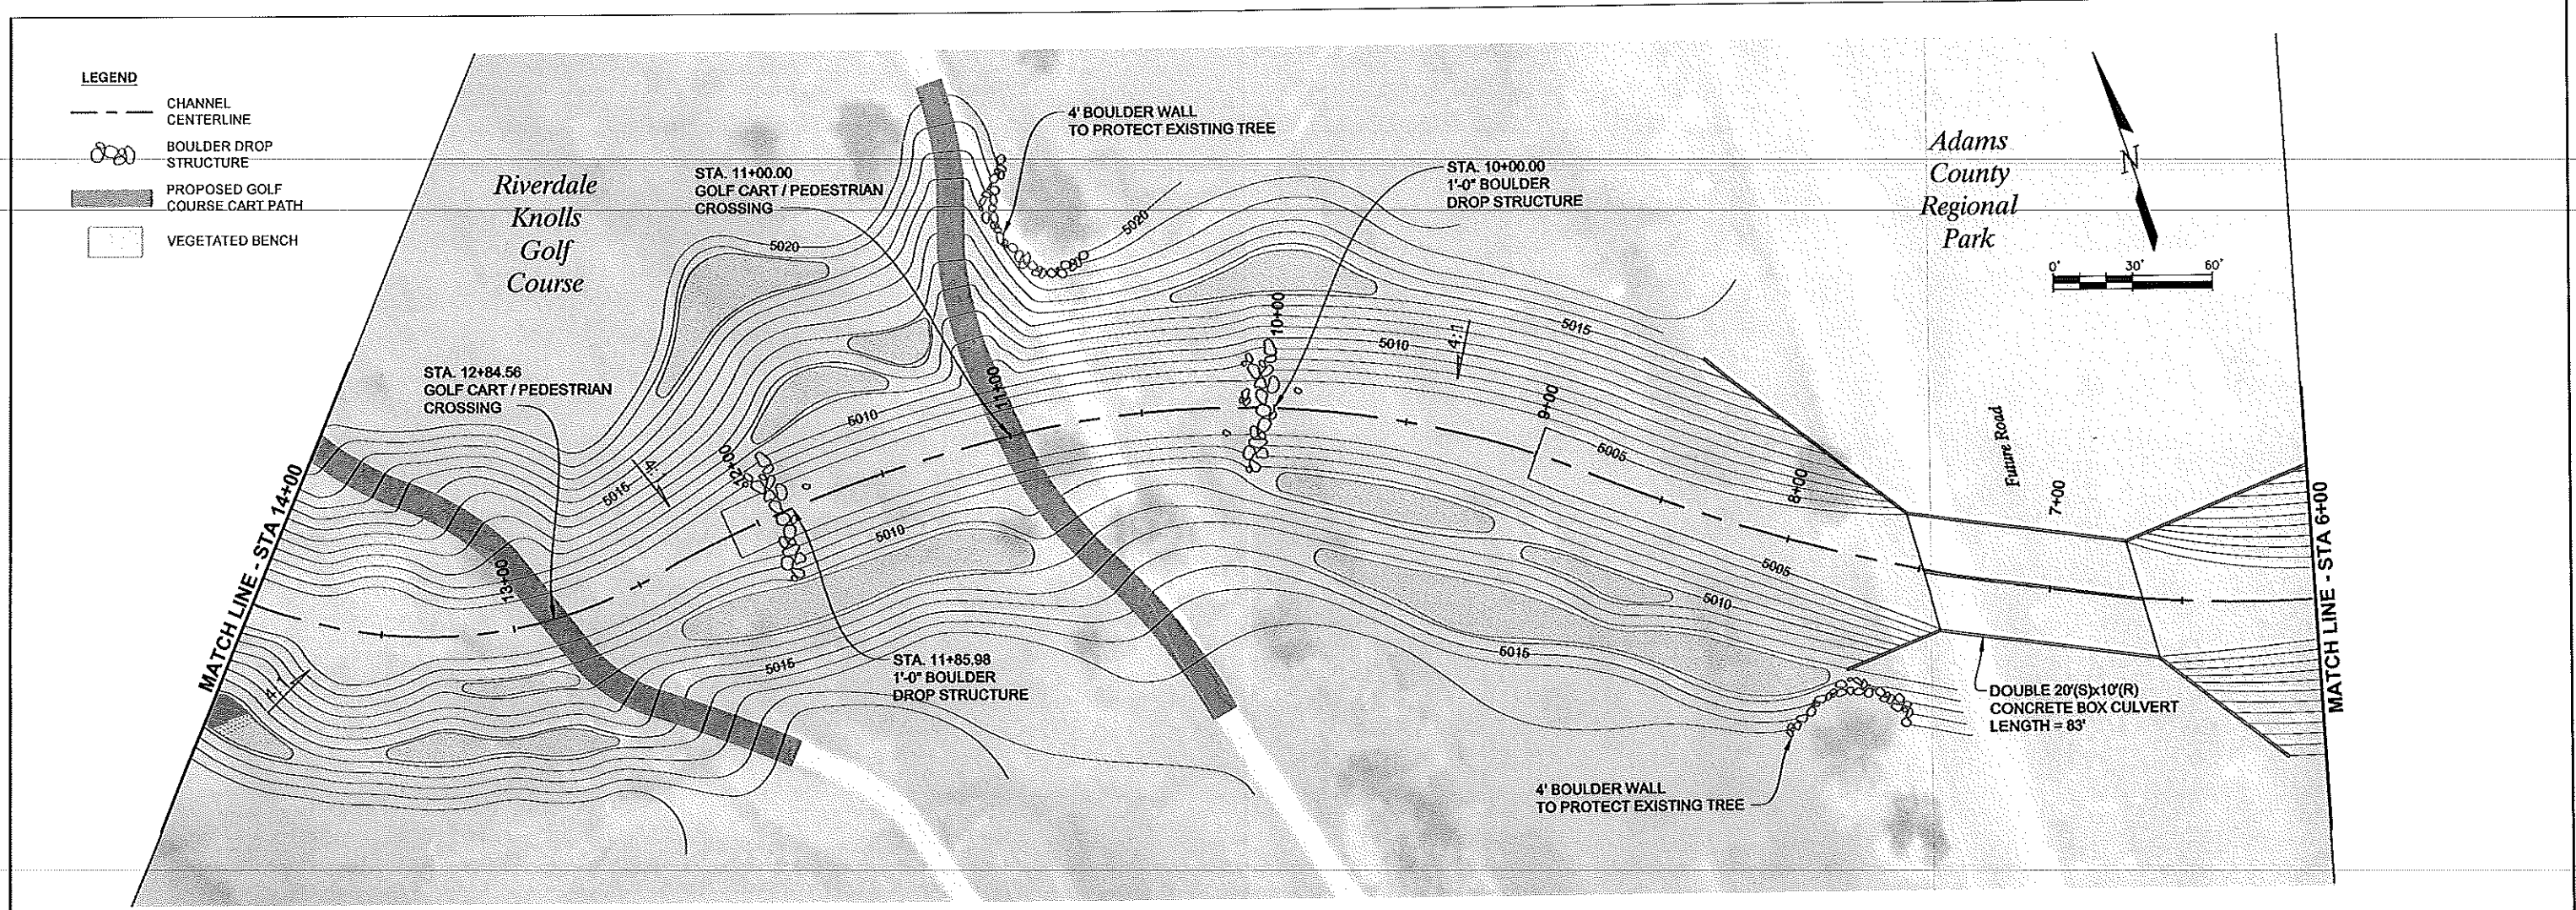 LEGEND
CHANNEL
CENTERLINE
BOULDER DROP
STRUCTURE
PROPOSED GOLF
COURSE CART PATH
VEGETATED BENCH
Riverdale
Knolls
Golf
Course
STA. 11+00.00
GOLF CART / PEDESTRIAN
CROSSING
4' BOULDER WALL
TO PROTECT EXISTING TREE
STA. 10+00.00
1'-0" BOULDER
DROP STRUCTURE
Adams
County
Regional
Park
N
0' 30' 60'
5020
5020
10+00
5015
5010
4:1
STA. 12+84.56
GOLF CART / PEDESTRIAN
CROSSING
11+00
9+00
5010
5005
Future Road
12+00
4:1
5015
8+00
7+00
MATCH LINE - STA 14+00
5010
13+00
5005
5010
MATCH LINE - STA 6+00
5015
5015
STA. 11+85.98
1'-0" BOULDER
DROP STRUCTURE
4:1
DOUBLE 20'(S)x10'(R)
CONCRETE BOX CULVERT
LENGTH = 83'
4' BOULDER WALL
TO PROTECT EXISTING TREE